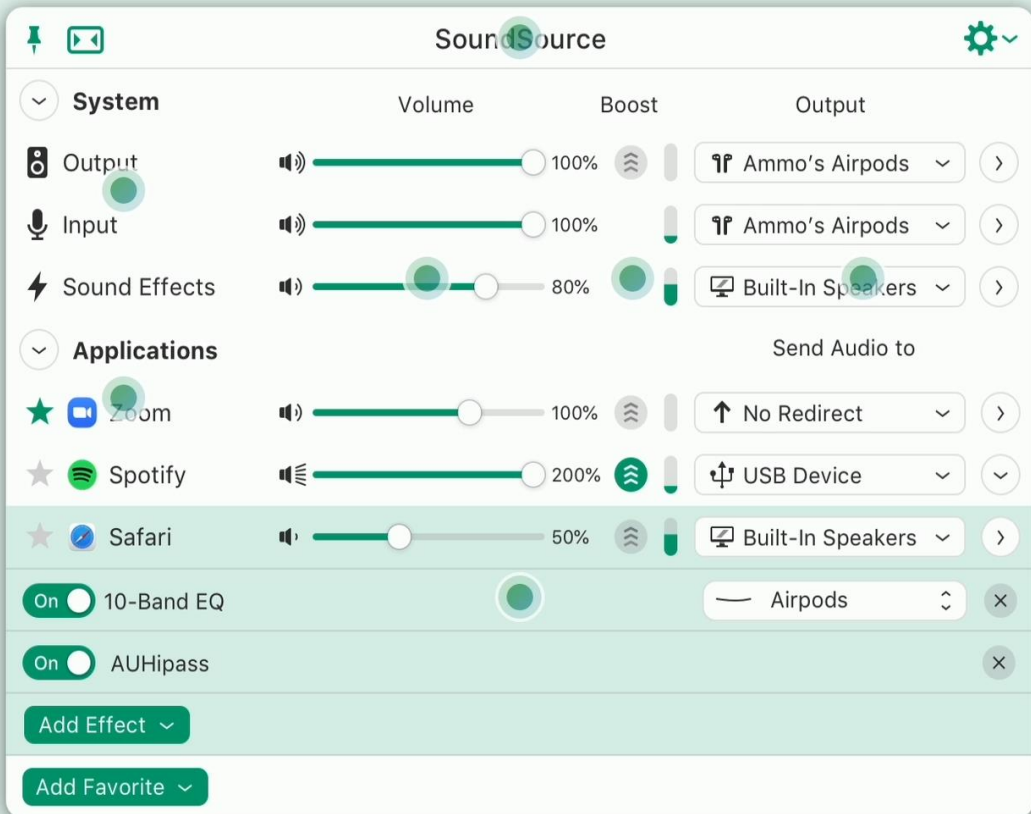 SoundSource
System Volume Boost Output
Output 100% Ammo's Airpods
Input 100% Ammo's Airpods
Sound Effects 80% Built-In Speakers
Applications Send Audio to
Zoom 100% No Redirect
Spotify 200% USB Device
Safari 50% Built-In Speakers
On 10-Band EQ Airpods
On AUHipass
Add Effect
Add Favorite